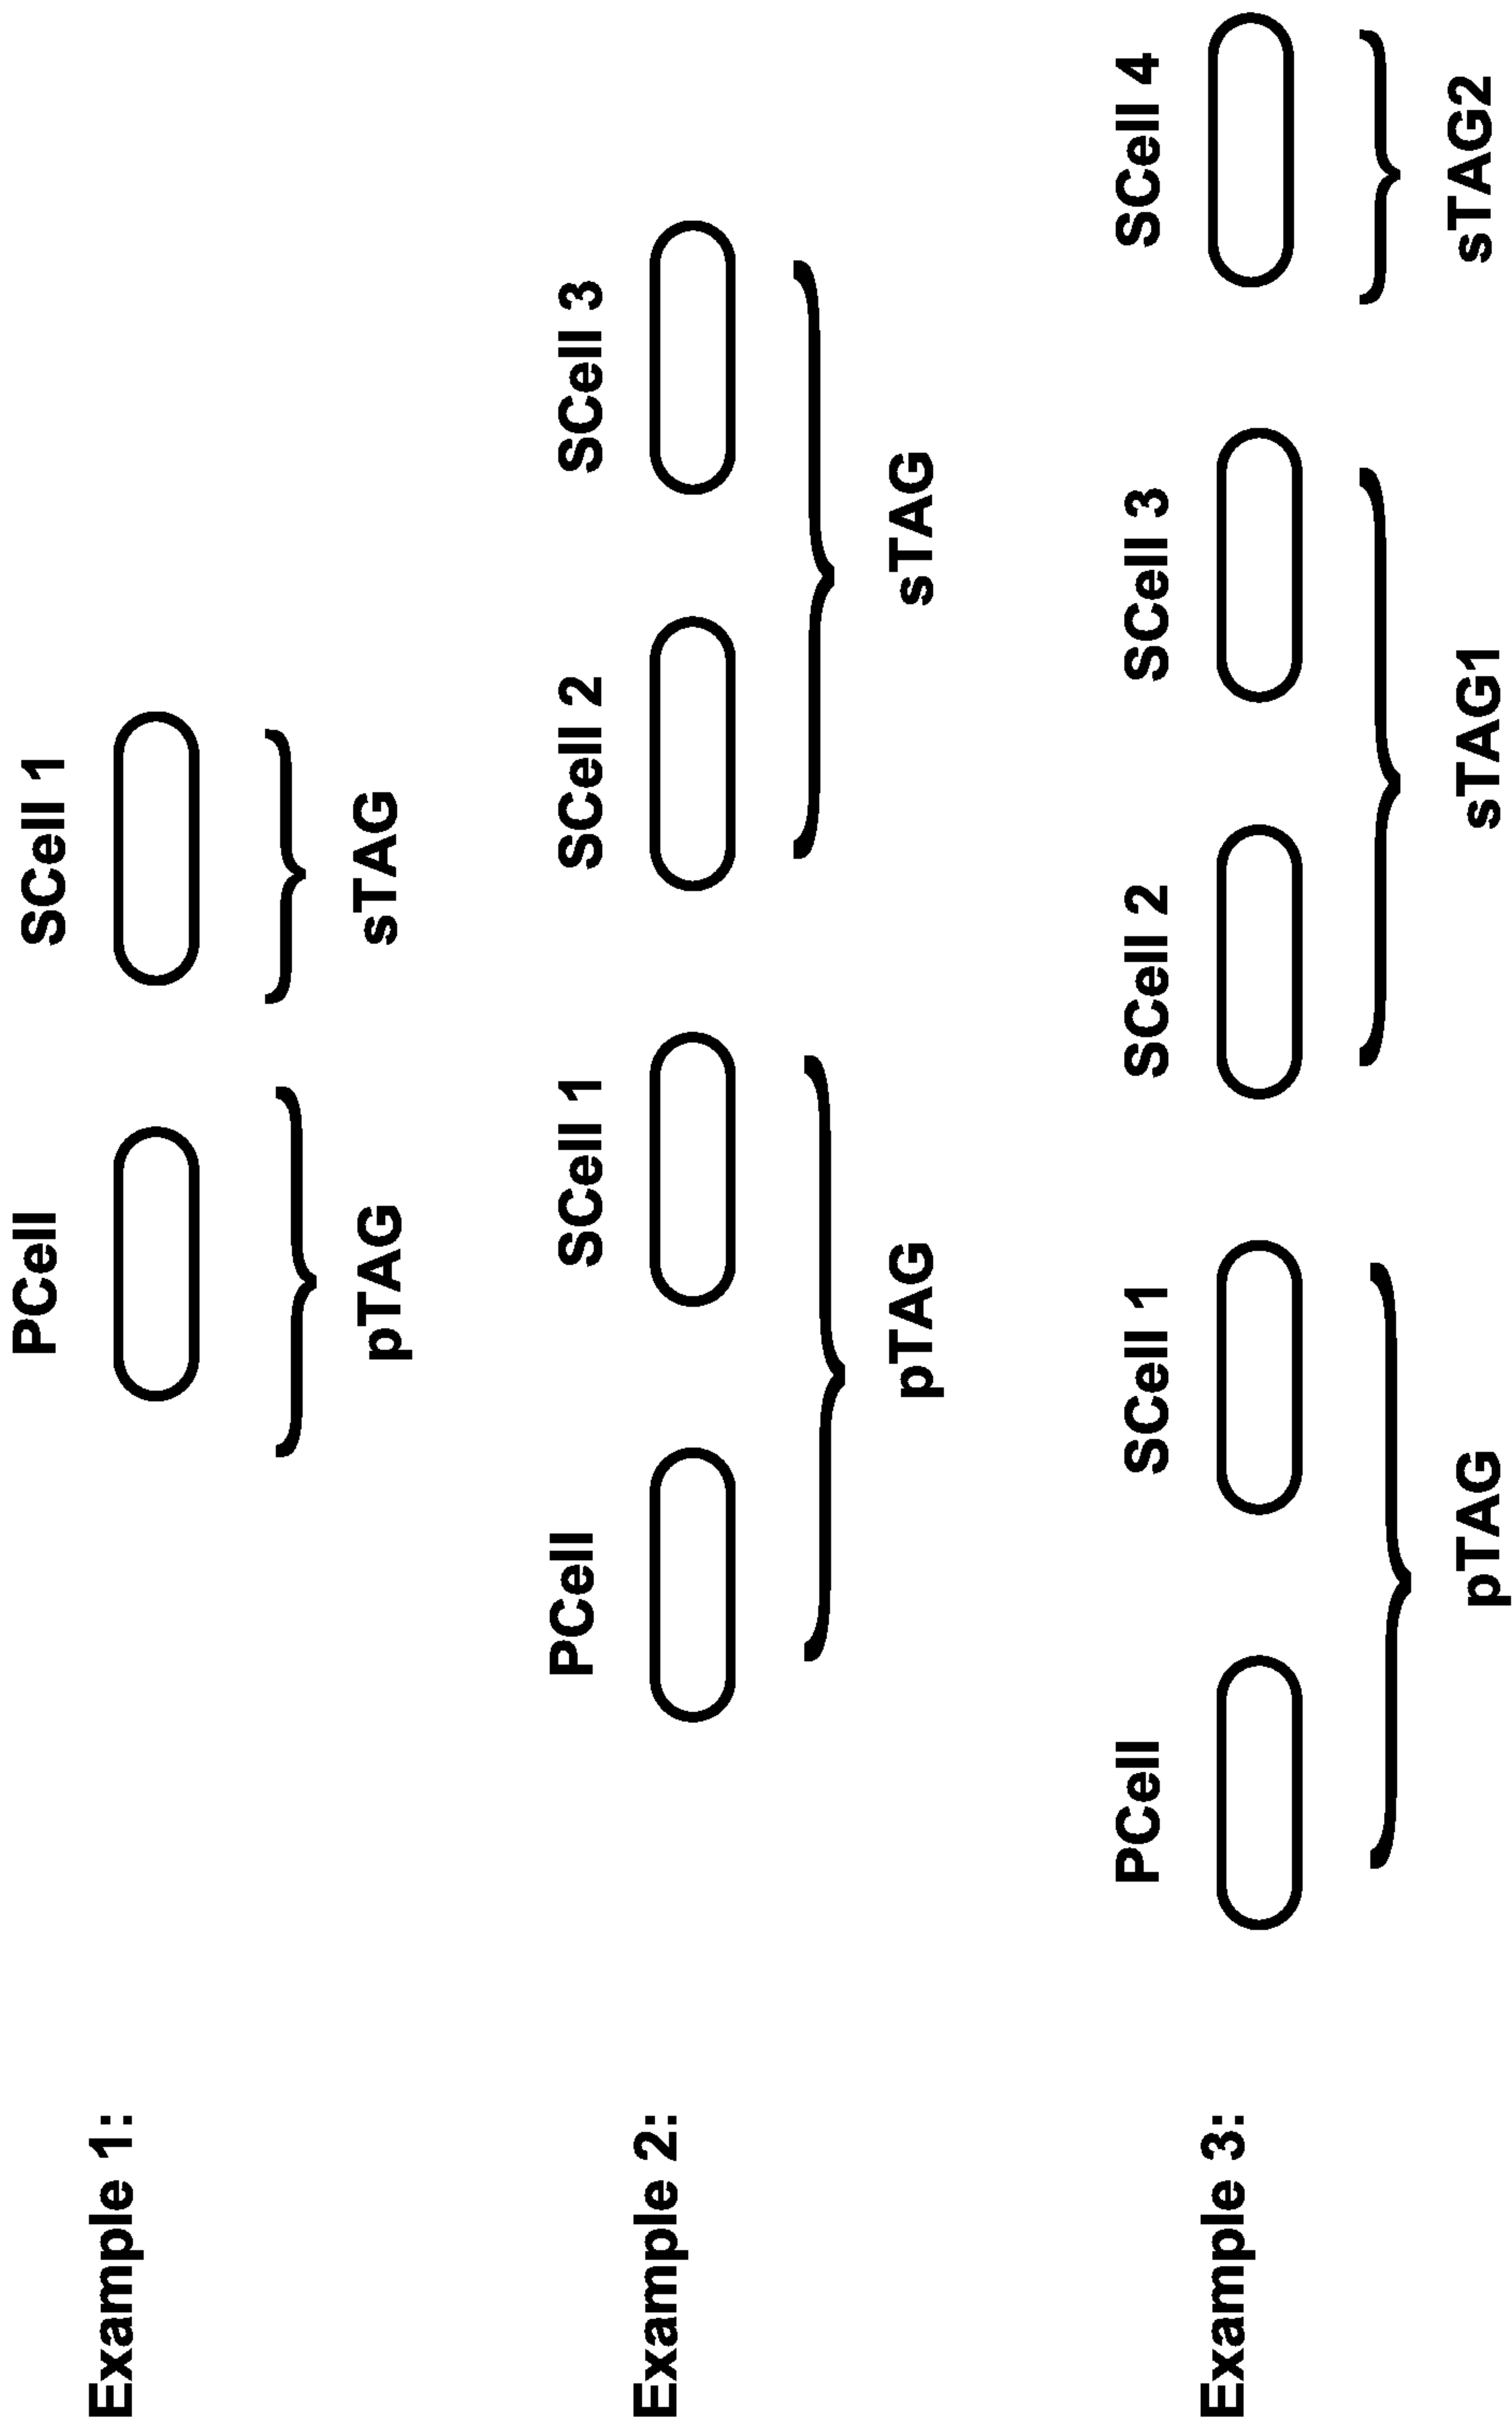 PCell SCell 1
Example 1:
pTAG sTAG
PCell SCell 1 SCell 2 SCell 3
Example 2:
pTAG sTAG
PCell SCell 1 SCell 2 SCell 3 SCell 4
Example 3:
pTAG sTAG1 sTAG2